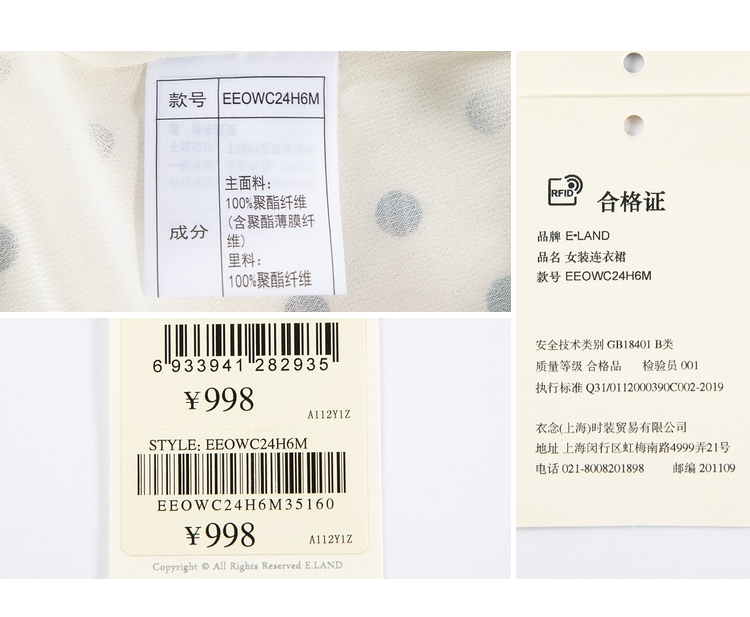 款号 EEOWC24H6M
成分
主面料：
100%聚酯纤维
(含聚酯薄膜纤
维)
里料：
100%聚酯纤维
6 933941 282935
¥998
A112Y1Z
STYLE: EEOWC24H6M
EEOWC24H6M35160
¥998
A112Y1Z
Copyright © All Rights Reserved E.LAND
RFID
合格证
品牌 E•LAND
品名 女装连衣裙
款号 EEOWC24H6M
安全技术类别 GB18401 B类
质量等级 合格品 检验员 001
执行标准 Q31/0112000390C002-2019
衣念(上海)时装贸易有限公司
地址 上海闵行区虹梅南路4999弄21号
电话 021-8008201898 邮编 201109